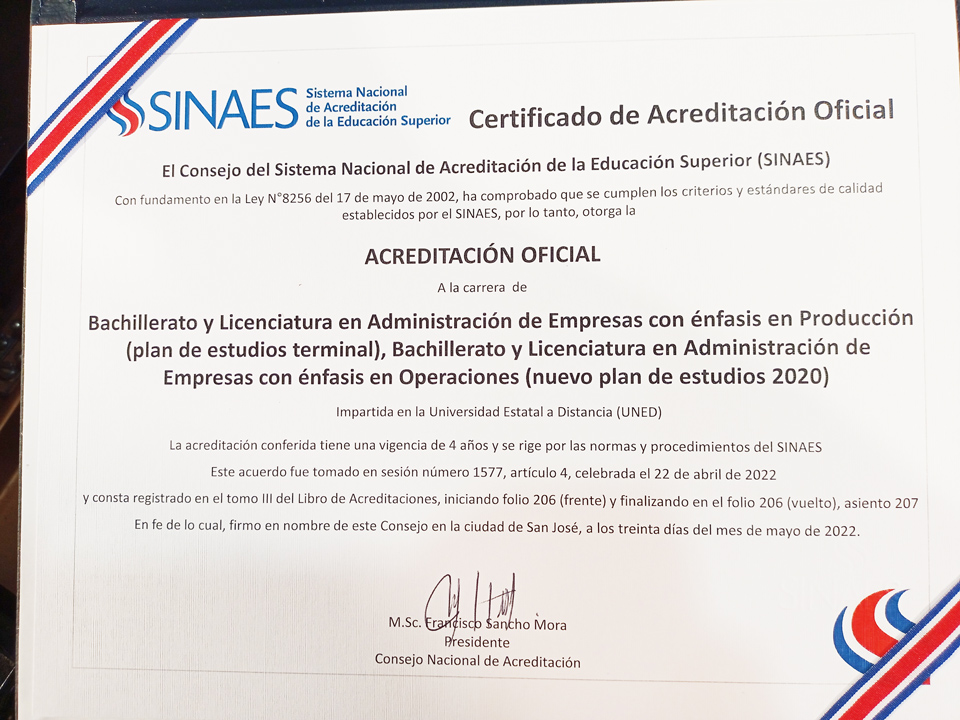 SINAES
Sistema Nacional
de Acreditación
de la Educación Superior
Certificado de Acreditación Oficial
El Consejo del Sistema Nacional de Acreditación de la Educación Superior (SINAES)
Con fundamento en la Ley N°8256 del 17 de mayo de 2002, ha comprobado que se cumplen los criterios y estándares de calidad
establecidos por el SINAES, por lo tanto, otorga la
ACREDITACIÓN OFICIAL
A la carrera de
Bachillerato y Licenciatura en Administración de Empresas con énfasis en Producción
(plan de estudios terminal), Bachillerato y Licenciatura en Administración de
Empresas con énfasis en Operaciones (nuevo plan de estudios 2020)
Impartida en la Universidad Estatal a Distancia (UNED)
La acreditación conferida tiene una vigencia de 4 años y se rige por las normas y procedimientos del SINAES
Este acuerdo fue tomado en sesión número 1577, artículo 4, celebrada el 22 de abril de 2022
y consta registrado en el tomo III del Libro de Acreditaciones, iniciando folio 206 (frente) y finalizando en el folio 206 (vuelto), asiento 207
En fe de lo cual, firmo en nombre de este Consejo en la ciudad de San José, a los treinta días del mes de mayo de 2022.
M.Sc. Francisco Sancho Mora
Presidente
Consejo Nacional de Acreditación